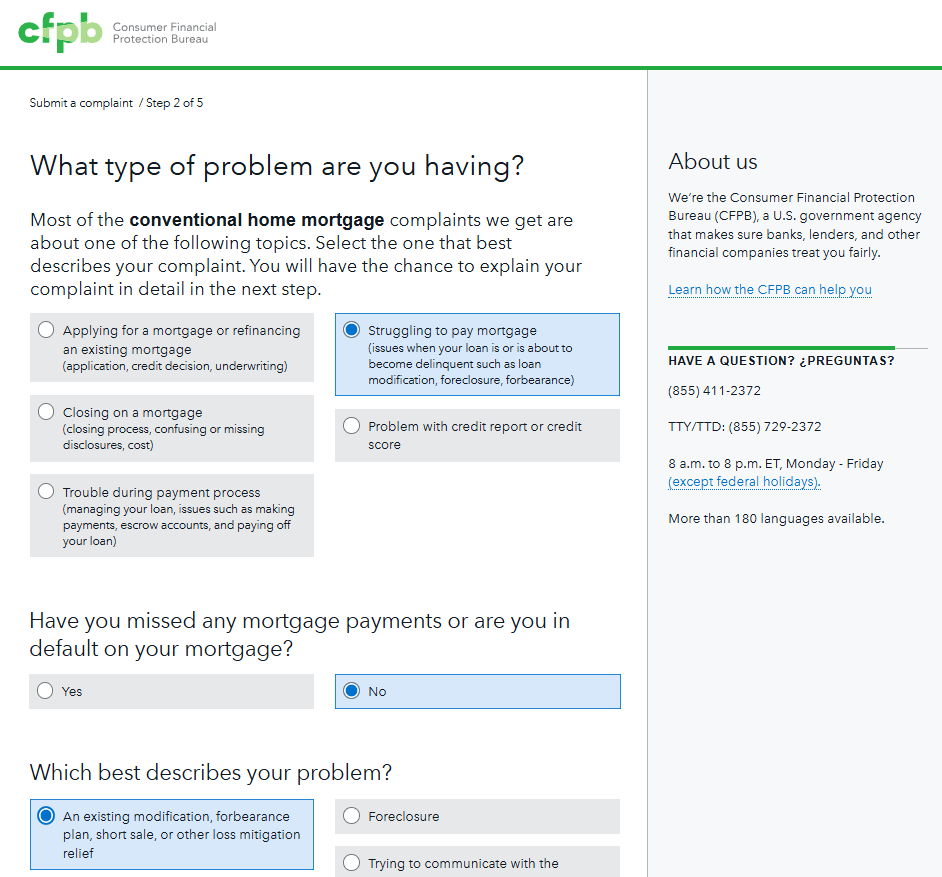 cfpb Consumer Financial
Protection Bureau
Submit a complaint / Step 2 of 5
What type of problem are you having?
Most of the conventional home mortgage complaints we get are
about one of the following topics. Select the one that best
describes your complaint. You will have the chance to explain your
complaint in detail in the next step.
Applying for a mortgage or refinancing
an existing mortgage
(application, credit decision, underwriting)
Closing on a mortgage
(closing process, confusing or missing
disclosures, cost)
Trouble during payment process
(managing your loan, issues such as making
payments, escrow accounts, and paying off
your loan)
Struggling to pay mortgage
(issues when your loan is or is about to
become delinquent such as loan
modification, foreclosure, forbearance)
Problem with credit report or credit
score
Have you missed any mortgage payments or are you in
default on your mortgage?
Yes
No
Which best describes your problem?
An existing modification, forbearance
plan, short sale, or other loss mitigation
relief
Foreclosure
Trying to communicate with the
About us
We're the Consumer Financial Protection
Bureau (CFPB), a U.S. government agency
that makes sure banks, lenders, and other
financial companies treat you fairly.
Learn how the CFPB can help you
HAVE A QUESTION? ¿PREGUNTAS?
(855) 411-2372
TTY/TTD: (855) 729-2372
8 a.m. to 8 p.m. ET, Monday - Friday
(except federal holidays).
More than 180 languages available.